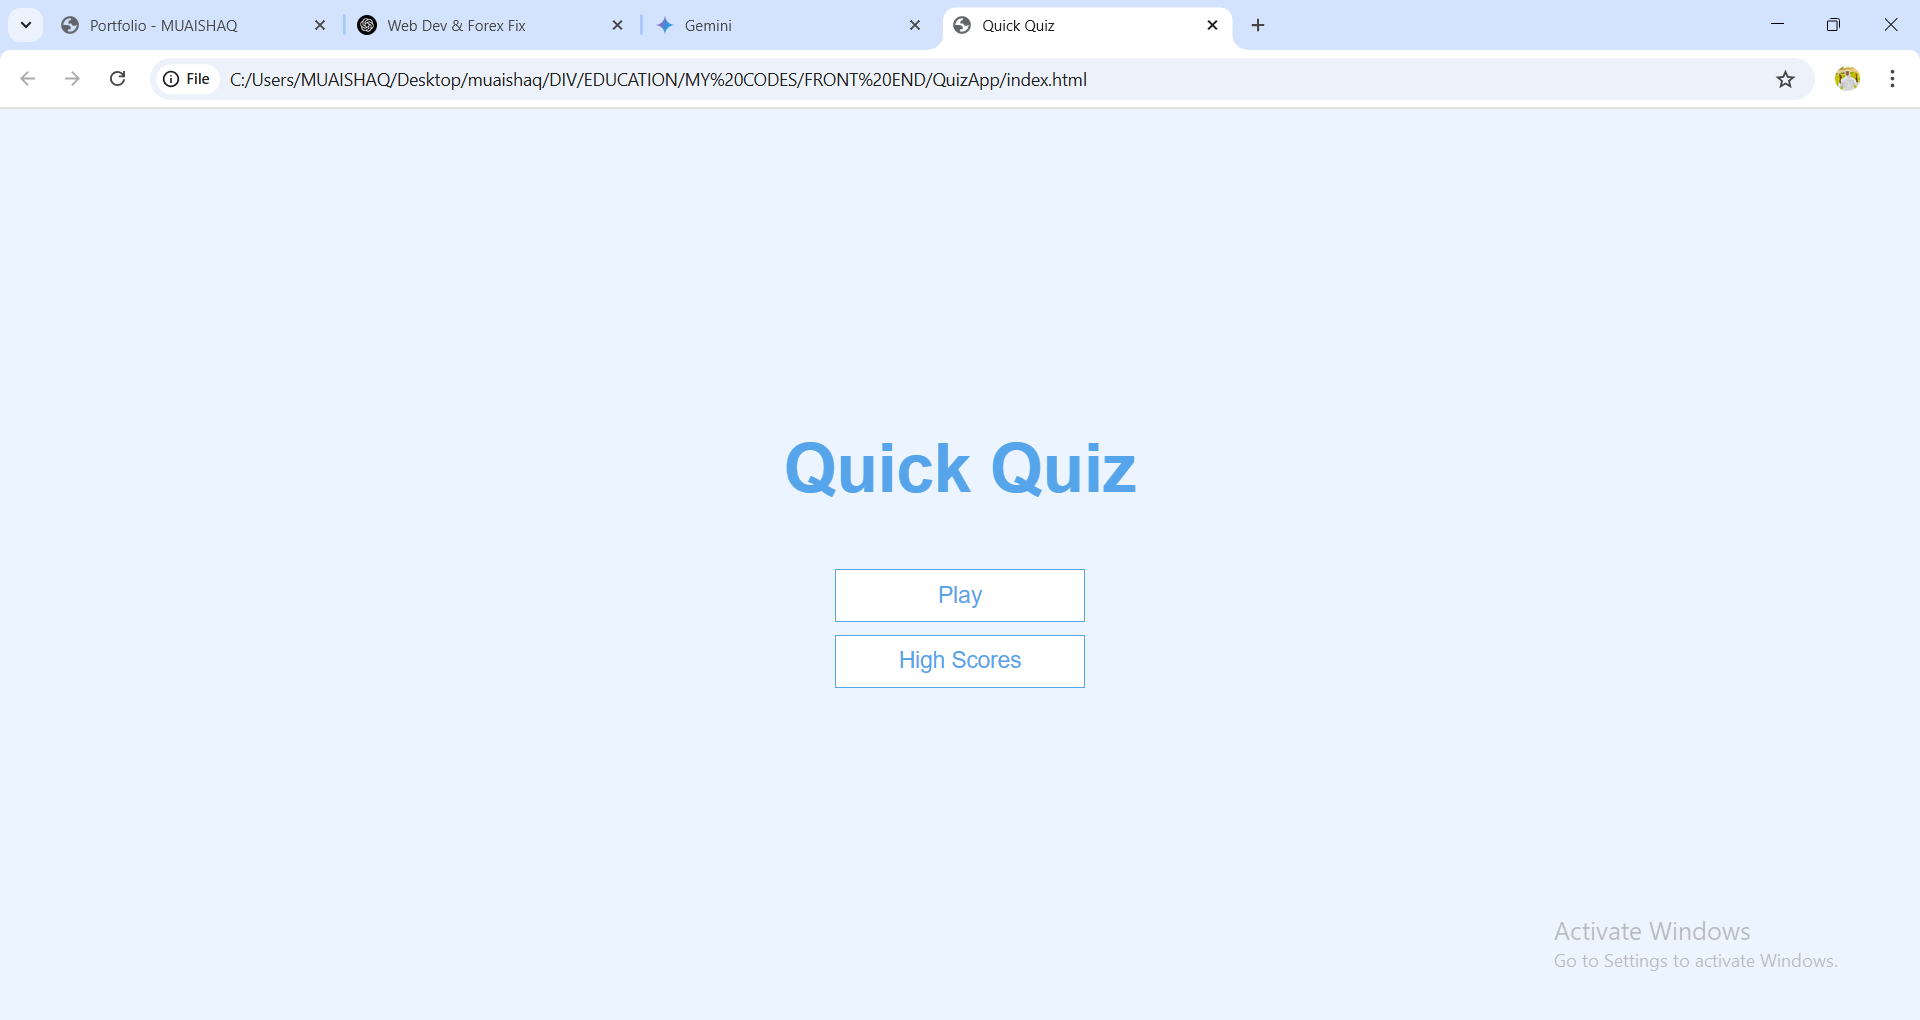 Portfolio - MUAISHAQ
Web Dev & Forex Fix
Gemini
Quick Quiz
File
C:/Users/MUAISHAQ/Desktop/muaishaq/DIV/EDUCATION/MY%20CODES/FRONT%20END/QuizApp/index.html
Quick Quiz
Play
High Scores
Activate Windows
Go to Settings to activate Windows.